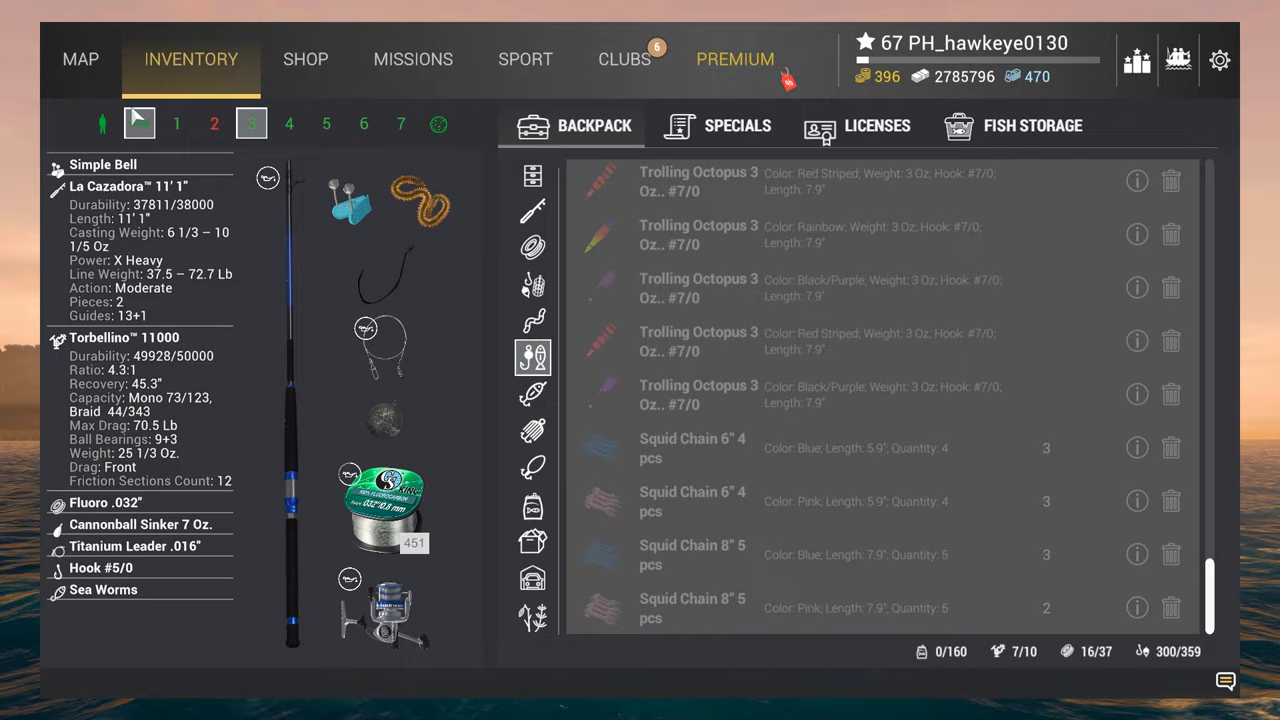 MAP
INVENTORY
SHOP
MISSIONS
SPORT
CLUBS
6
PREMIUM
67 PH_hawkeye0130
396
2785796
470
1
2
3
4
5
6
7
BACKPACK
SPECIALS
LICENSES
FISH STORAGE
Simple Bell
La Cazadora™ 11' 1"
Durability: 37811/38000
Length: 11' 1"
Casting Weight: 6 1/3 – 10
1/5 Oz
Power: X Heavy
Line Weight: 37.5 – 72.7 Lb
Action: Moderate
Pieces: 2
Guides: 13+1
Torbellino™ 11000
Durability: 49928/50000
Ratio: 4.3:1
Recovery: 45.3"
Capacity: Mono 73/123,
Braid 44/343
Max Drag: 70.5 Lb
Ball Bearings: 9+3
Weight: 25 1/3 Oz.
Drag: Front
Friction Sections Count: 12
Fluoro .032"
Cannonball Sinker 7 Oz.
Titanium Leader .016"
Hook #5/0
Sea Worms
.032"/0.8 mm
451
Trolling Octopus 3
Oz.. #7/0
Color: Red Striped; Weight: 3 Oz; Hook: #7/0;
Length: 7.9"
Trolling Octopus 3
Oz.. #7/0
Color: Rainbow; Weight: 3 Oz; Hook: #7/0;
Length: 7.9"
Trolling Octopus 3
Oz.. #7/0
Color: Black/Purple; Weight: 3 Oz; Hook: #7/0;
Length: 7.9"
Trolling Octopus 3
Oz.. #7/0
Color: Red Striped; Weight: 3 Oz; Hook: #7/0;
Length: 7.9"
Trolling Octopus 3
Oz.. #7/0
Color: Black/Purple; Weight: 3 Oz; Hook: #7/0;
Length: 7.9"
Squid Chain 6" 4
pcs
Color: Blue; Length: 5.9"; Quantity: 4
3
Squid Chain 6" 4
pcs
Color: Pink; Length: 5.9"; Quantity: 4
3
Squid Chain 8" 5
pcs
Color: Blue; Length: 7.9"; Quantity: 5
3
Squid Chain 8" 5
pcs
Color: Pink; Length: 7.9"; Quantity: 5
2
0/160
7/10
16/37
300/359